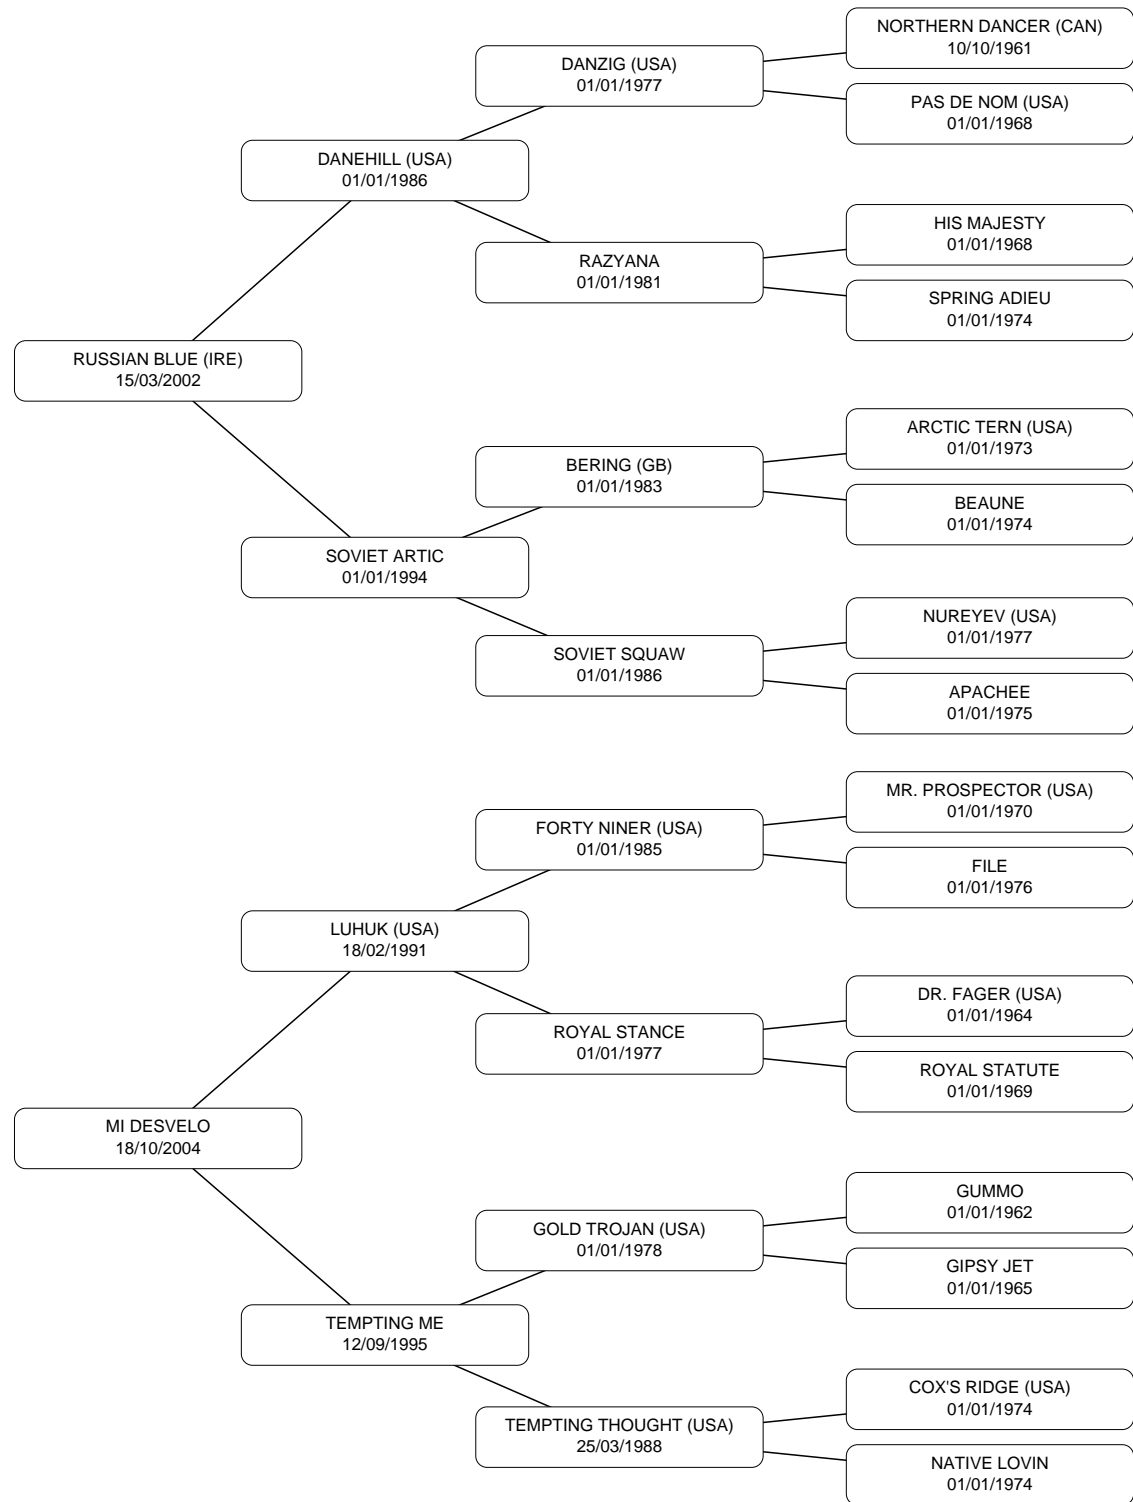 NORTHERN DANCER (CAN)
10/10/1961
DANZIG (USA)
01/01/1977
PAS DE NOM (USA)
01/01/1968
DANEHILL (USA)
01/01/1986
HIS MAJESTY
01/01/1968
RAZYANA
01/01/1981
SPRING ADIEU
01/01/1974
RUSSIAN BLUE (IRE)
15/03/2002
ARCTIC TERN (USA)
01/01/1973
BERING (GB)
01/01/1983
BEAUNE
01/01/1974
SOVIET ARTIC
01/01/1994
NUREYEV (USA)
01/01/1977
SOVIET SQUAW
01/01/1986
APACHEE
01/01/1975
MR. PROSPECTOR (USA)
01/01/1970
FORTY NINER (USA)
01/01/1985
FILE
01/01/1976
LUHUK (USA)
18/02/1991
DR. FAGER (USA)
01/01/1964
ROYAL STANCE
01/01/1977
ROYAL STATUTE
01/01/1969
MI DESVELO
18/10/2004
GUMMO
01/01/1962
GOLD TROJAN (USA)
01/01/1978
GIPSY JET
01/01/1965
TEMPTING ME
12/09/1995
COX'S RIDGE (USA)
01/01/1974
TEMPTING THOUGHT (USA)
25/03/1988
NATIVE LOVIN
01/01/1974